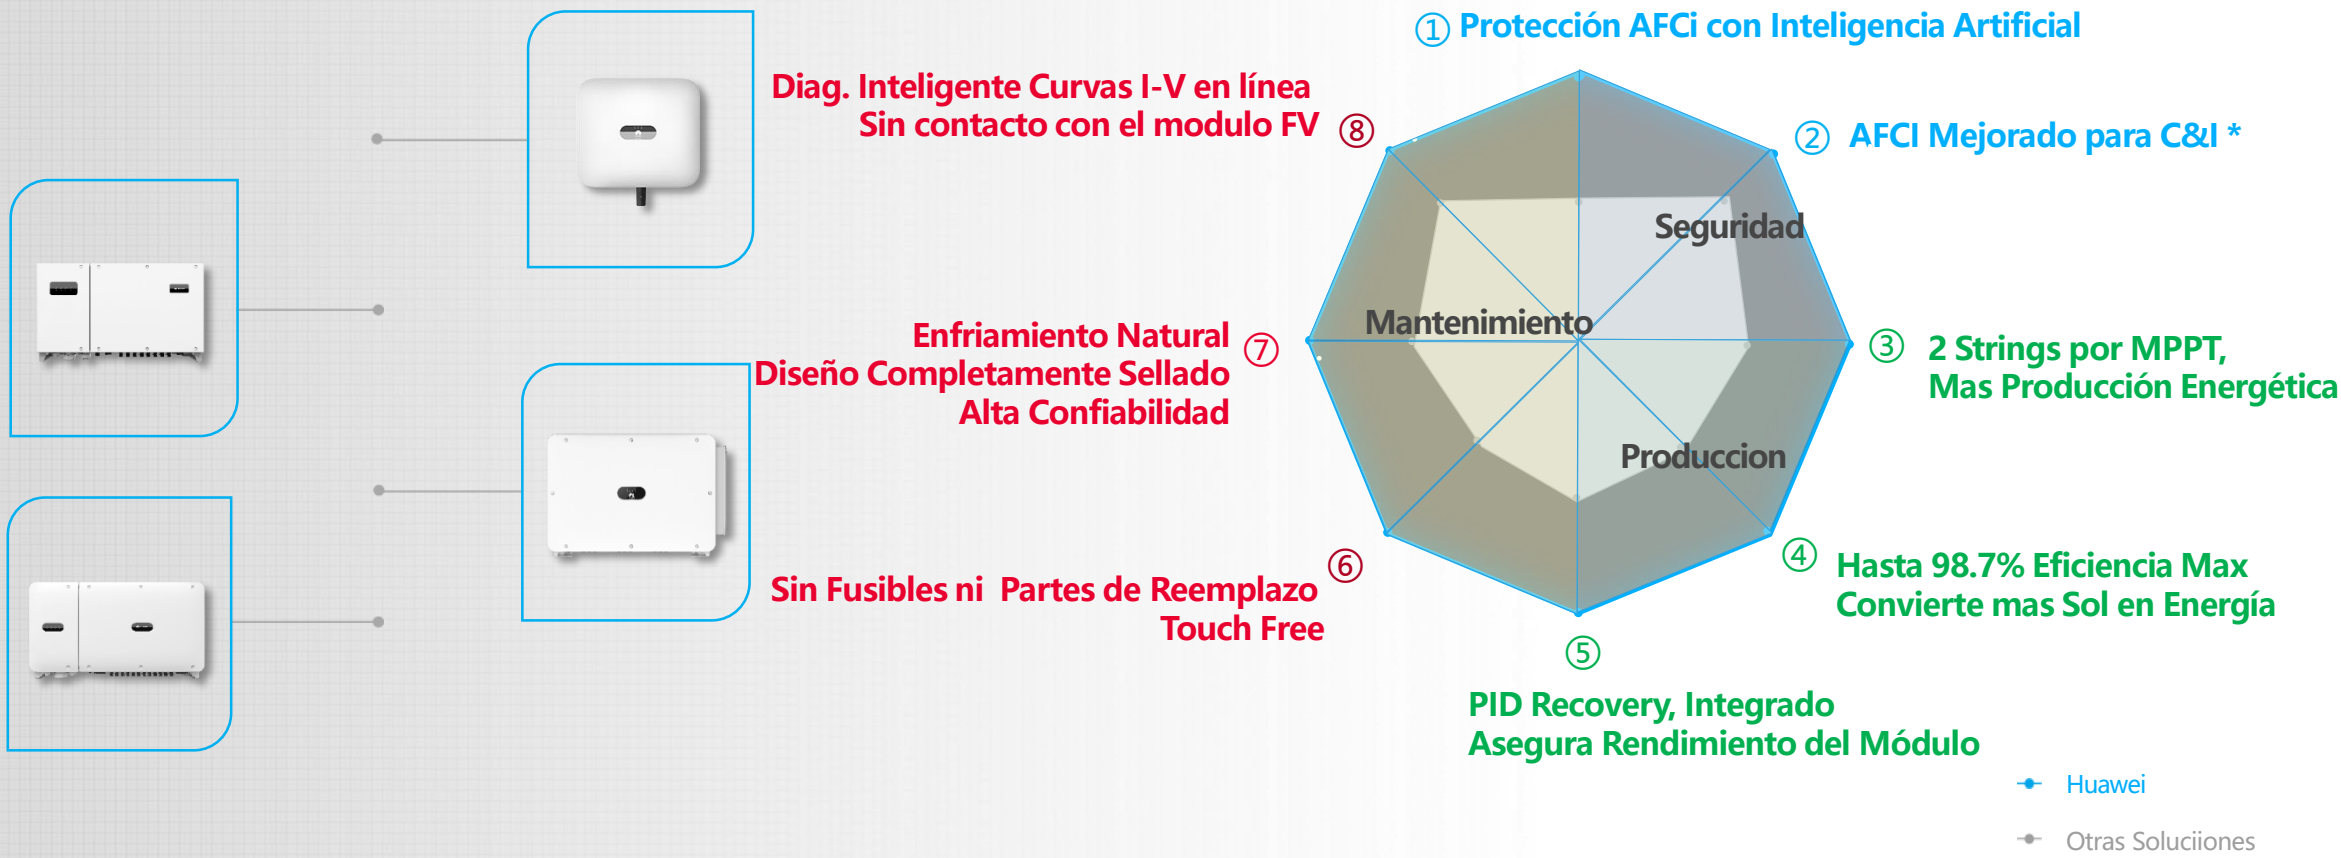 ① Protección AFCi con Inteligencia Artificial
② AFCI Mejorado para C&I *
③ 2 Strings por MPPT,
Mas Producción Energética
④ Hasta 98.7% Eficiencia Max
Convierte mas Sol en Energía
⑤
PID Recovery, Integrado
Asegura Rendimiento del Módulo
⑥
Sin Fusibles ni Partes de Reemplazo
Touch Free
⑦
Enfriamiento Natural
Diseño Completamente Sellado
Alta Confiabilidad
⑧
Diag. Inteligente Curvas I-V en línea
Sin contacto con el modulo FV
Seguridad
Mantenimiento
Produccion
Huawei
Otras Soluciiones